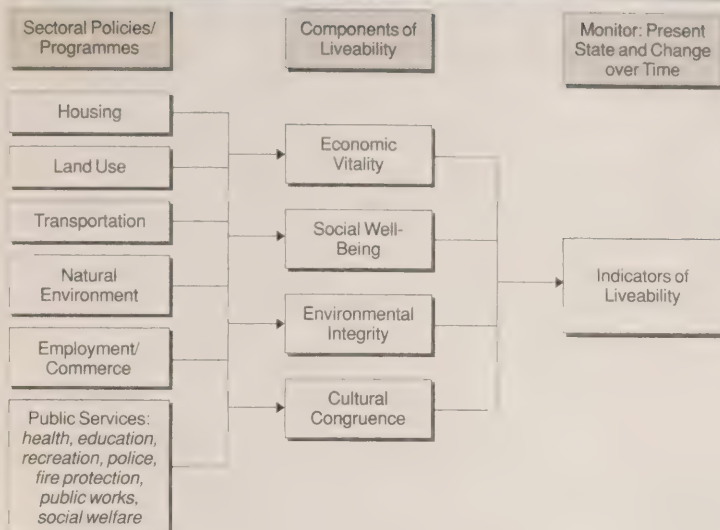 Sectoral Policies/
Programmes
Components of
Liveability
Monitor: Present
State and Change
over Time
Housing
Land Use
Transportation
Natural
Environment
Employment/
Commerce
Public Services:
health, education,
recreation, police,
fire protection,
public works,
social welfare
Economic
Vitality
Social Well-
Being
Environmental
Integrity
Cultural
Congruence
Indicators of
Liveability